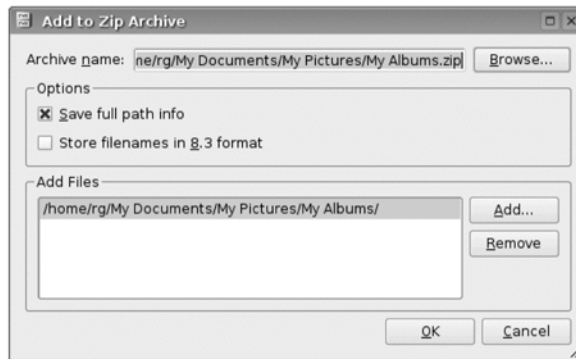 Add to Zip Archive
Archive name: ne/rg/My Documents/My Pictures/My Albums.zip Browse...
Options
Save full path info
Store filenames in 8.3 format
Add Files
/home/rg/My Documents/My Pictures/My Albums/ Add...
Remove
OK Cancel